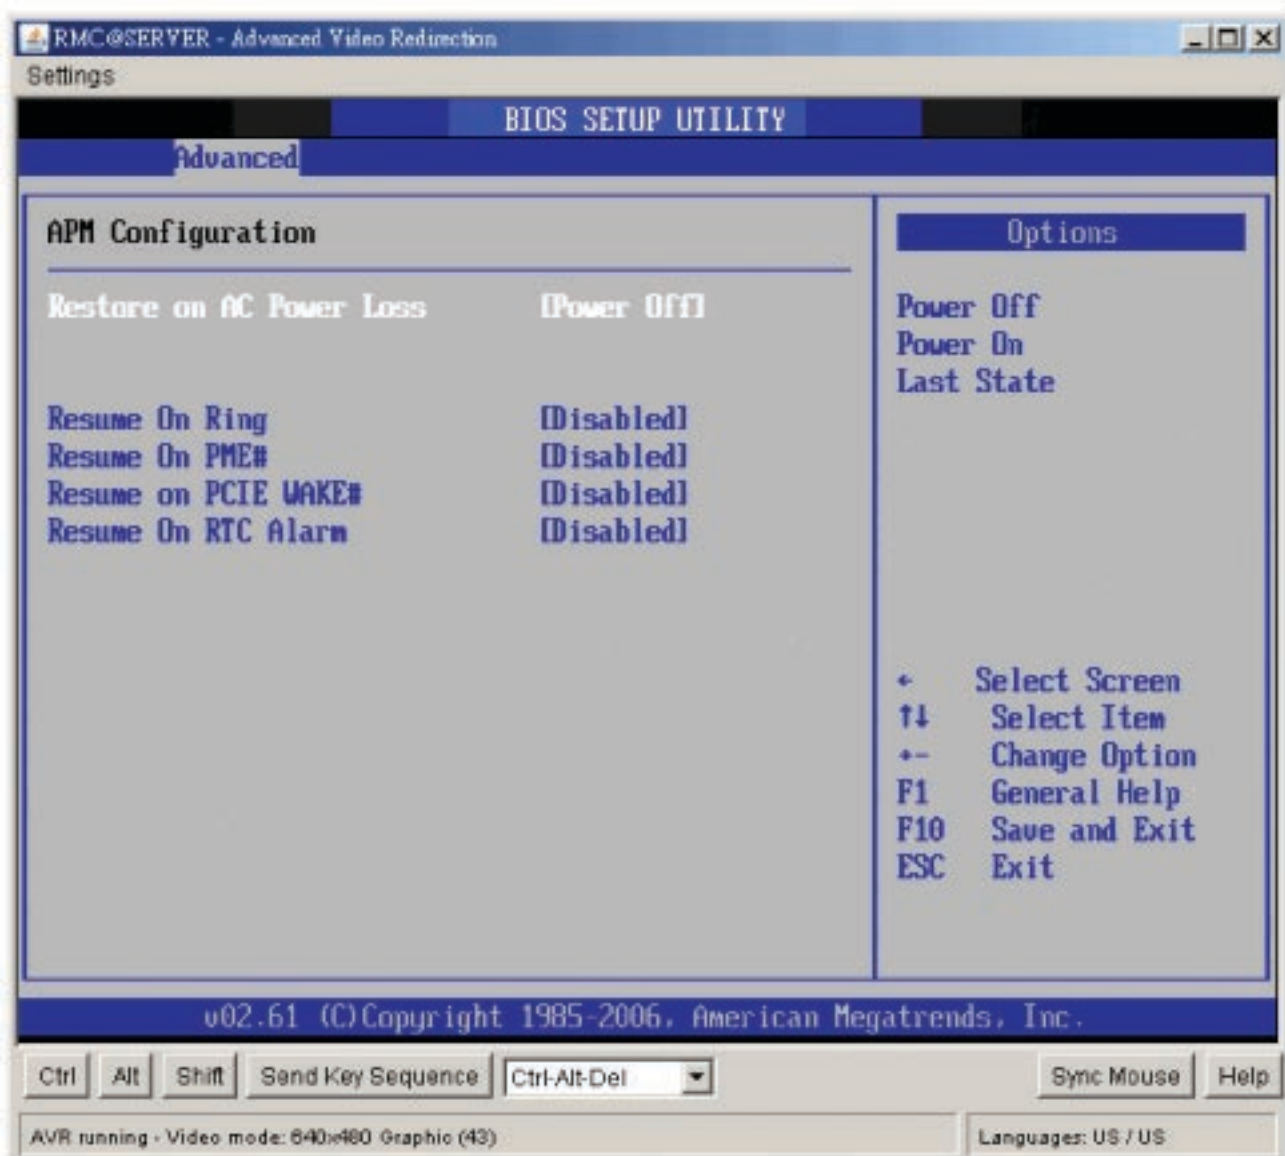 RMC@SERVER - Advanced Video Redirection
Settings
BIOS SETUP UTILITY
Advanced
APM Configuration
Restore on AC Power Loss [Power Off]
Resume On Ring [Disabled]
Resume On PME# [Disabled]
Resume on PCIE WAKE# [Disabled]
Resume On RTC Alarm [Disabled]
Options
Power Off
Power On
Last State
← Select Screen
↑↓ Select Item
+- Change Option
F1 General Help
F10 Save and Exit
ESC Exit
v02.61 (C)Copyright 1985-2006, American Megatrends, Inc.
Ctrl Alt Shift Send Key Sequence Ctrl-Alt-Del Sync Mouse Help
AVR running - Video mode: 640x480 Graphic (43) Languages: US / US